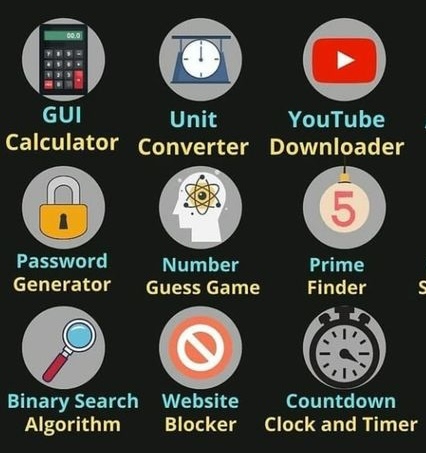 00,0
GUI
Calculator
Unit
Converter
YouTube
Downloader
Password
Generator
Number
Guess Game
5
Prime
Finder
S
Binary Search
Algorithm
Website
Blocker
Countdown
Clock and Timer